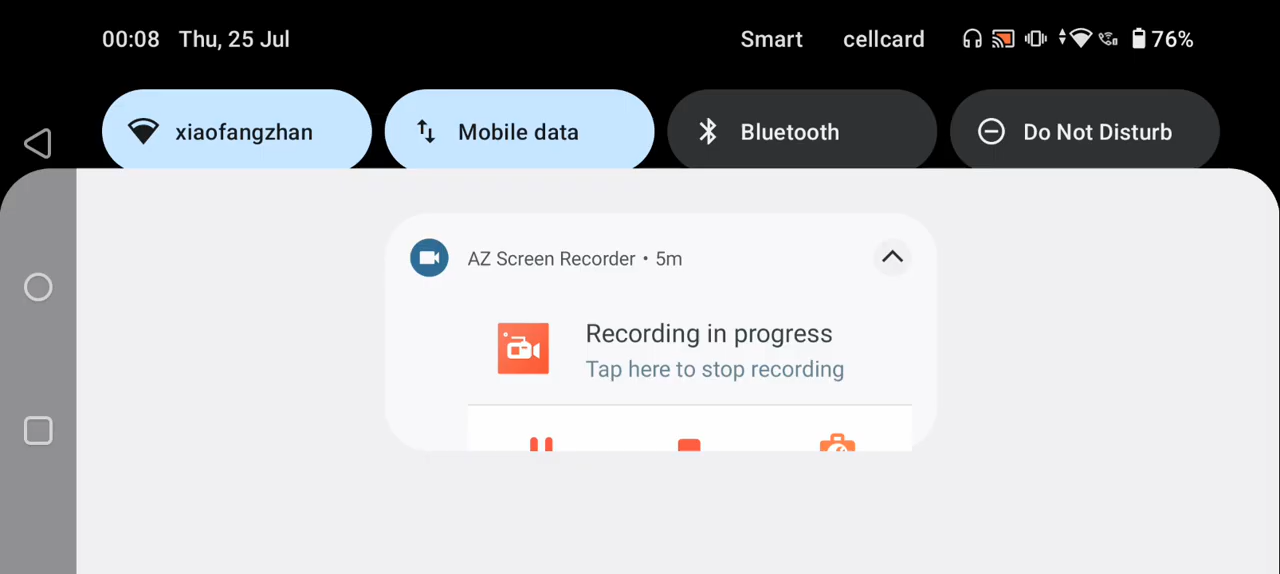 00:08 Thu, 25 Jul Smart cellcard 76%
xiaofangzhan Mobile data Bluetooth Do Not Disturb
AZ Screen Recorder • 5m
Recording in progress
Tap here to stop recording